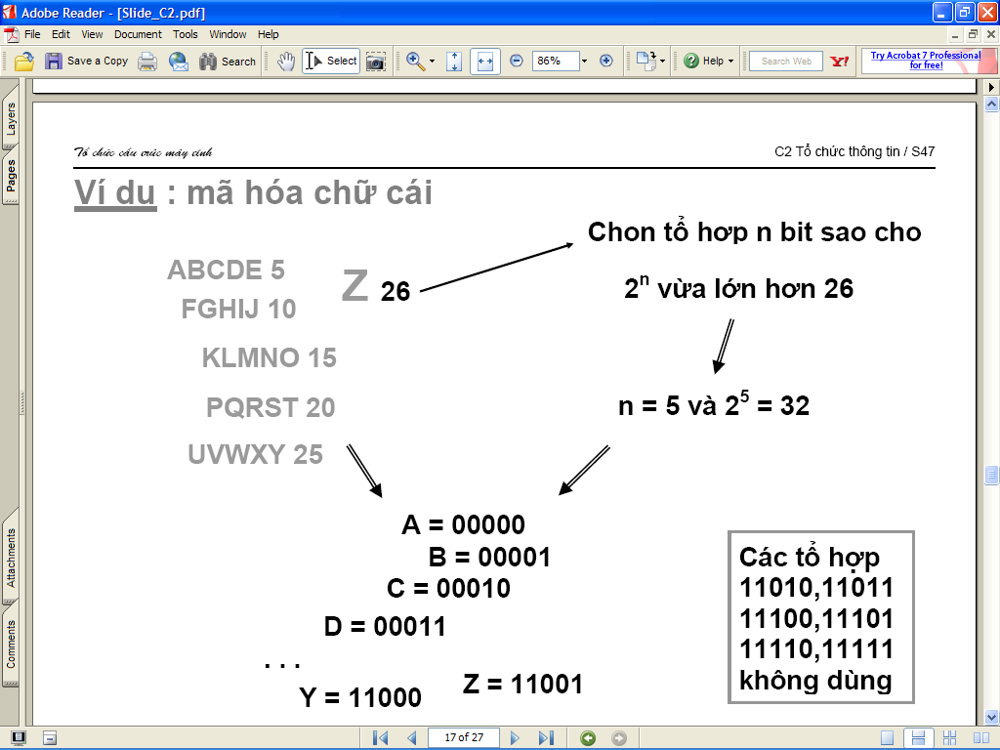 Adobe Reader - [Slide_C2.pdf]
File Edit View Document Tools Window Help
Save a Copy Search Select 86% Help Search Web Y! Try Acrobat 7 Professional for free!
Layers
Pages
Attachments
Comments
Tổ chức cấu trúc máy tính
C2 Tổ chức thông tin / S47
Ví du : mã hóa chữ cái
Chon tổ hơp n bit sao cho
ABCDE 5
Z 26
2ⁿ vừa lớn hơn 26
FGHIJ 10
KLMNO 15
PQRST 20
n = 5 và 2⁵ = 32
UVWXY 25
A = 00000
B = 00001
C = 00010
D = 00011
. . .
Y = 11000
Z = 11001
Các tổ hợp
11010,11011
11100,11101
11110,11111
không dùng
17 of 27